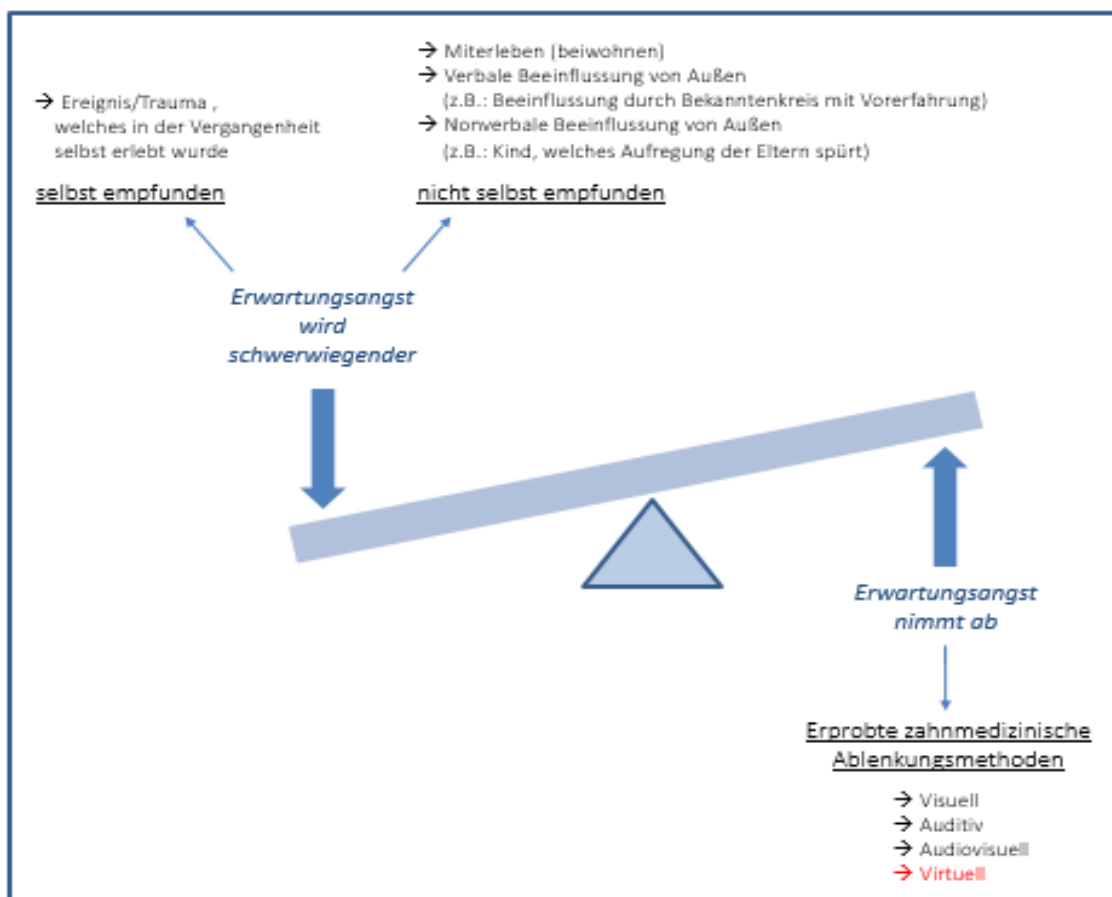 → Ereignis/Trauma ,
welches in der Vergangenheit
selbst erlebt wurde
selbst empfunden
→ Miterleben (beiwohnen)
→ Verbale Beeinflussung von Außen
(z.B.: Beeinflussung durch Bekanntenkreis mit Vorerfahrung)
→ Nonverbale Beeinflussung von Außen
(z.B.: Kind, welches Aufregung der Eltern spürt)
nicht selbst empfunden
Erwartungsangst
wird
schwerwiegender
Erwartungsangst
nimmt ab
Erprobte zahnmedizinische
Ablenkungsmethoden
→ Visuell
→ Auditiv
→ Audiovisuell
→ Virtuell